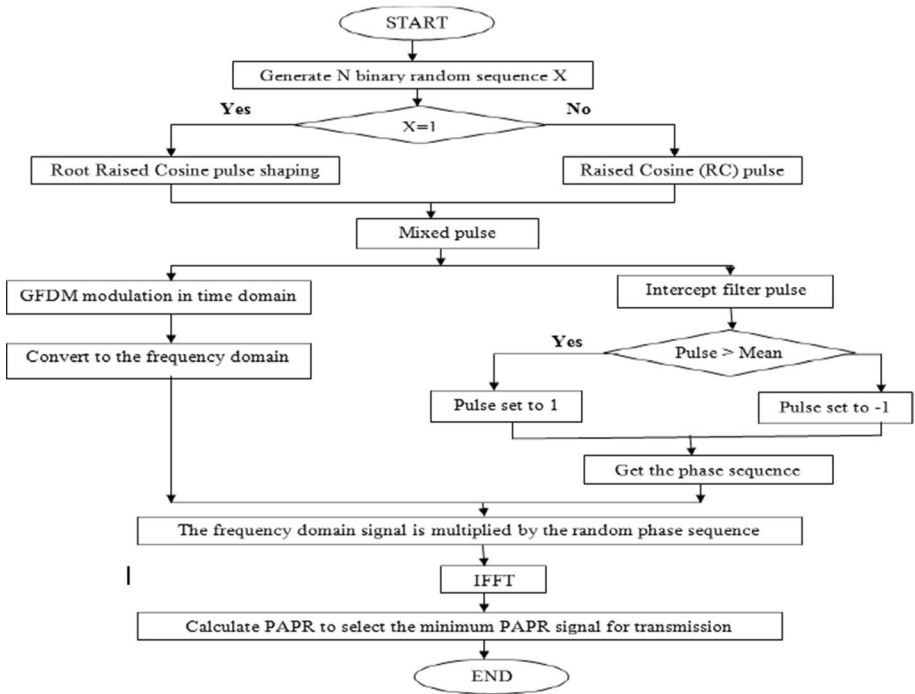 START
Generate N binary random sequence X
Yes
No
X=1
Root Raised Cosine pulse shaping
Raised Cosine (RC) pulse
Mixed pulse
GFDM modulation in time domain
Intercept filter pulse
Convert to the frequency domain
Yes
Pulse > Mean
Pulse set to 1
Pulse set to -1
Get the phase sequence
The frequency domain signal is multiplied by the random phase sequence
IFFT
Calculate PAPR to select the minimum PAPR signal for transmission
END